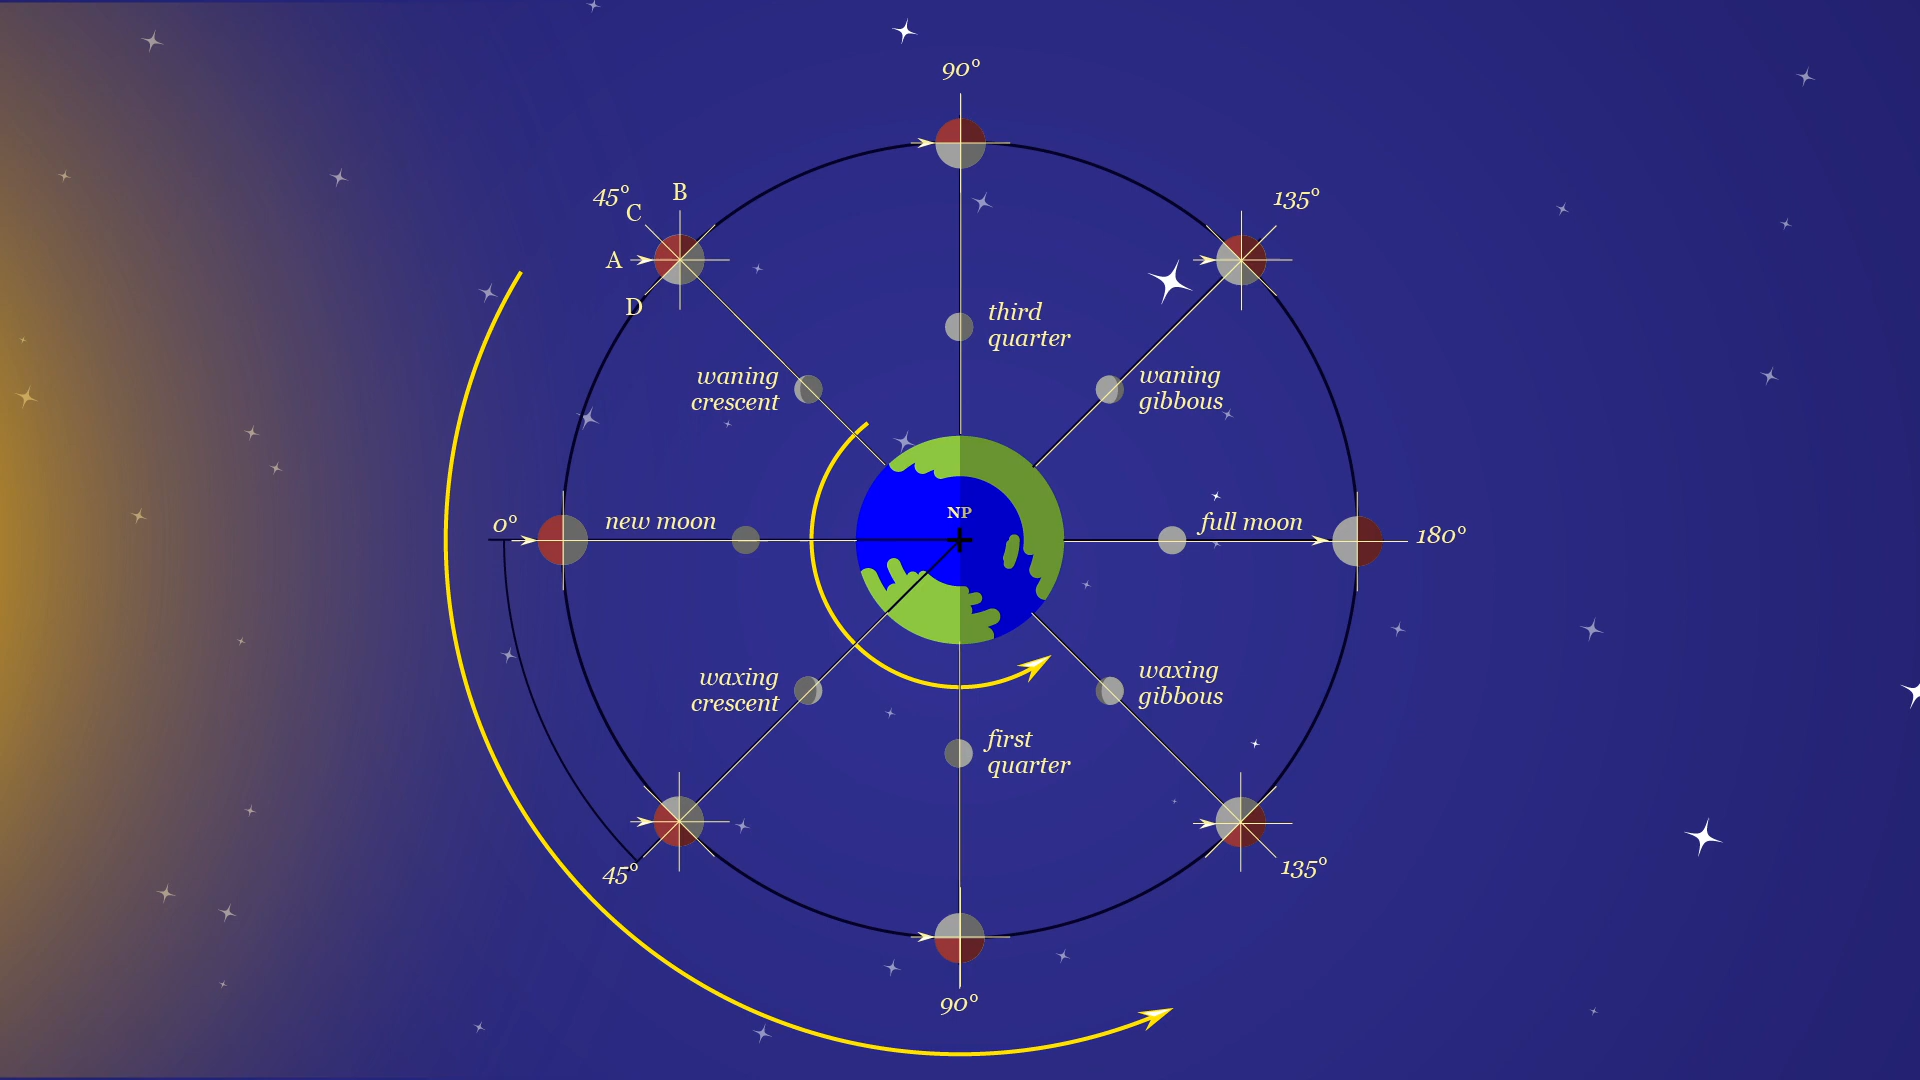 90°
45°
B
C
135°
A
D
third
quarter
waning
crescent
waning
gibbous
NP
0°
new moon
full moon
180°
waxing
crescent
waxing
gibbous
first
quarter
45°
135°
90°